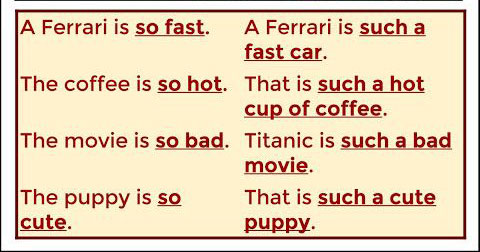 A Ferrari is so fast.
A Ferrari is such a
fast car.
The coffee is so hot.
That is such a hot
cup of coffee.
The movie is so bad.
Titanic is such a bad
movie.
The puppy is so
cute.
That is such a cute
puppy.